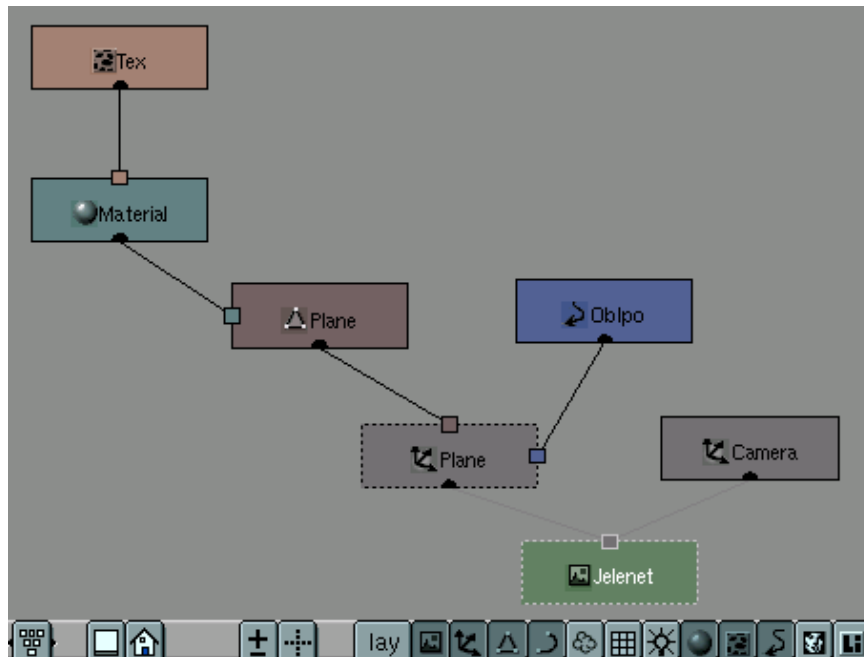 Tex
Material
Plane
ObIpo
Plane
Camera
Jelenet
lay